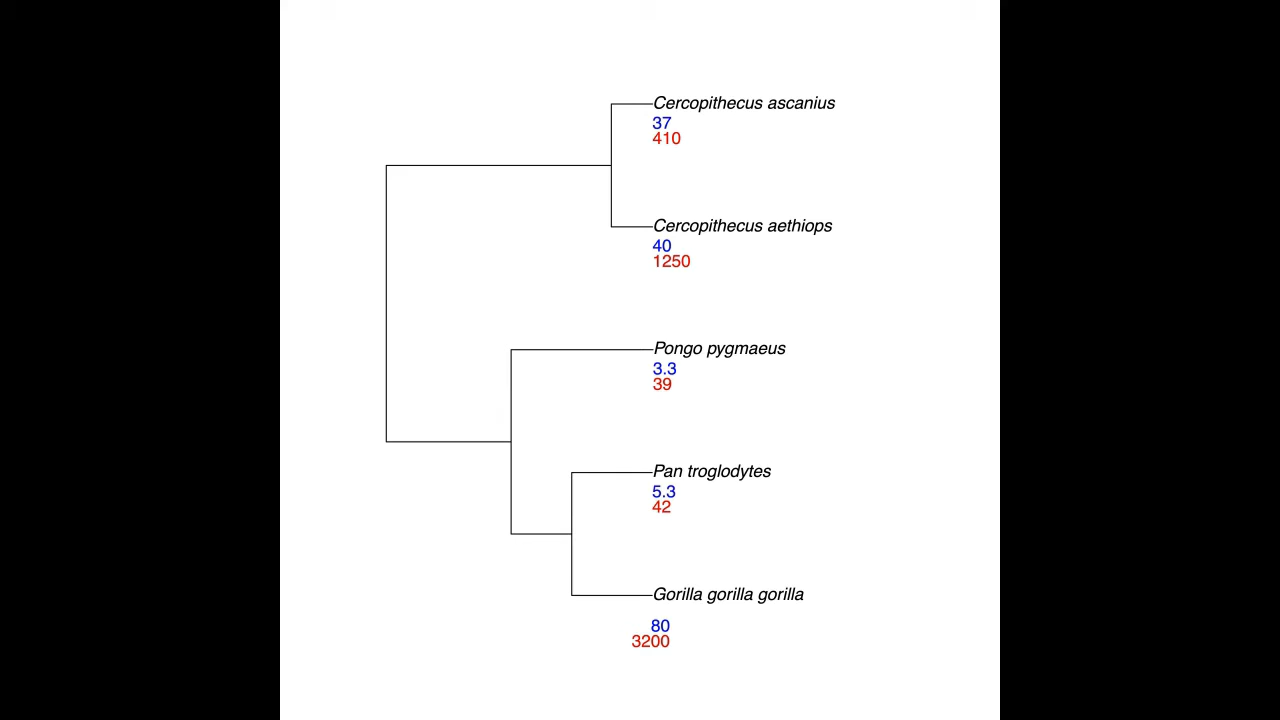 Cercopithecus ascanius
37
410
Cercopithecus aethiops
40
1250
Pongo pygmaeus
3.3
39
Pan troglodytes
5.3
42
Gorilla gorilla gorilla
80
3200